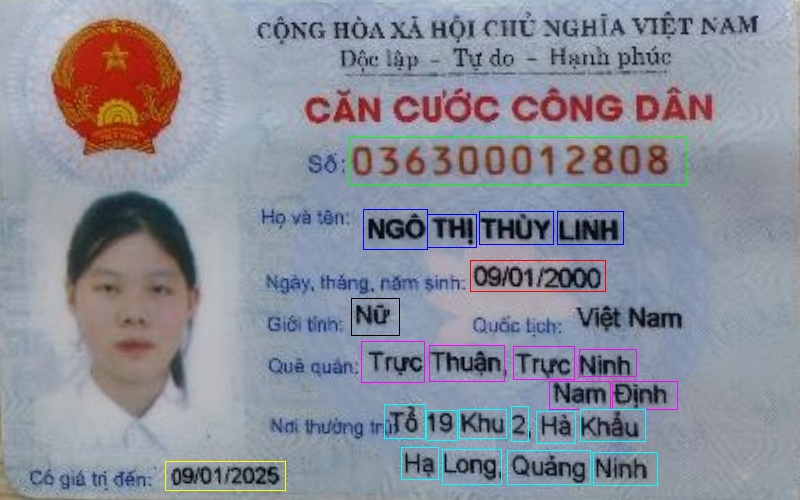 CỘNG HÒA XÃ HỘI CHỦ NGHĨA VIỆT NAM
Độc lập - Tự do - Hạnh phúc
CĂN CƯỚC CÔNG DÂN
Số: 036300012808
Họ và tên: NGÔ THỊ THÙY LINH
Ngày, tháng, năm sinh: 09/01/2000
Giới tính: Nữ Quốc tịch: Việt Nam
Quê quán: Trực Thuận, Trực Ninh
Nam Định
Nơi thường trú: Tổ 19 Khu 2, Hà Khẩu
Hạ Long, Quảng Ninh
Có giá trị đến: 09/01/2025